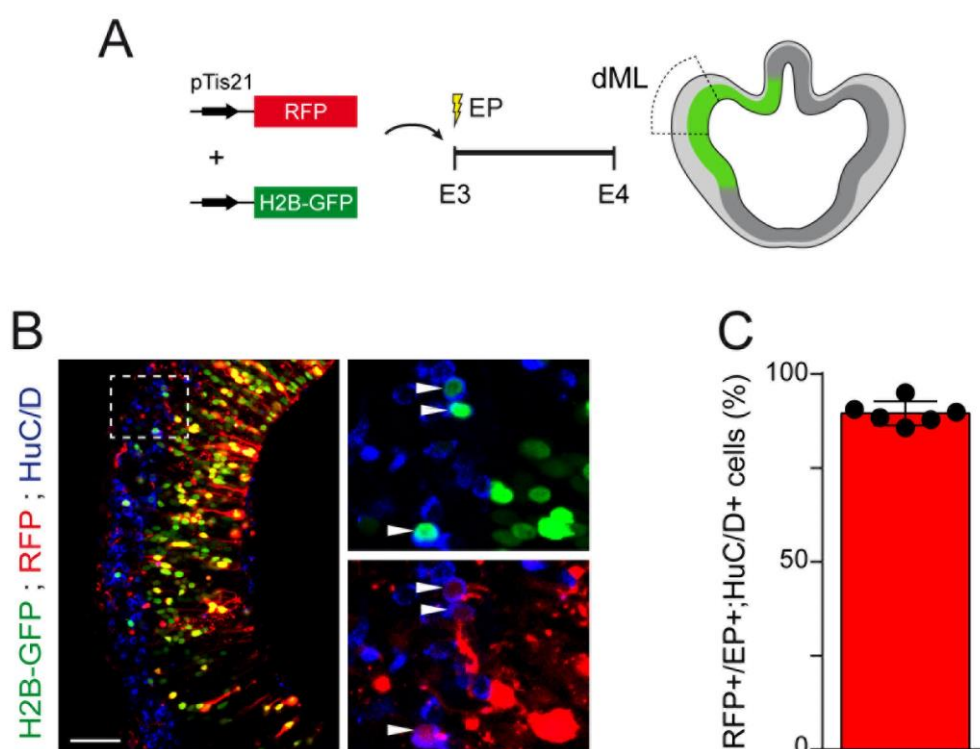 A
pTis21
RFP
+
H2B-GFP
EP
E3
E4
dML
B
H2B-GFP ; RFP ; HuC/D
C
RFP+/EP+;HuC/D+ cells (%)
100
50
0